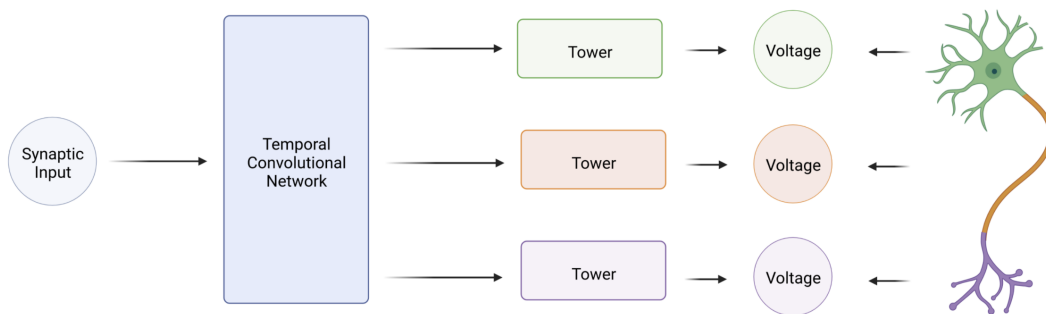 Synaptic
Input
Temporal
Convolutional
Network
Tower
Voltage
Tower
Voltage
Tower
Voltage